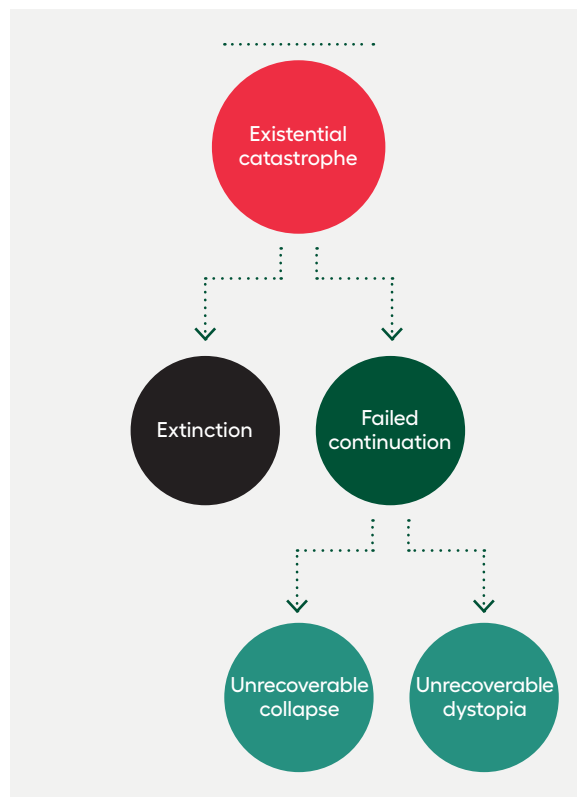 Existential
catastrophe
Extinction
Failed
continuation
Unrecoverable
collapse
Unrecoverable
dystopia